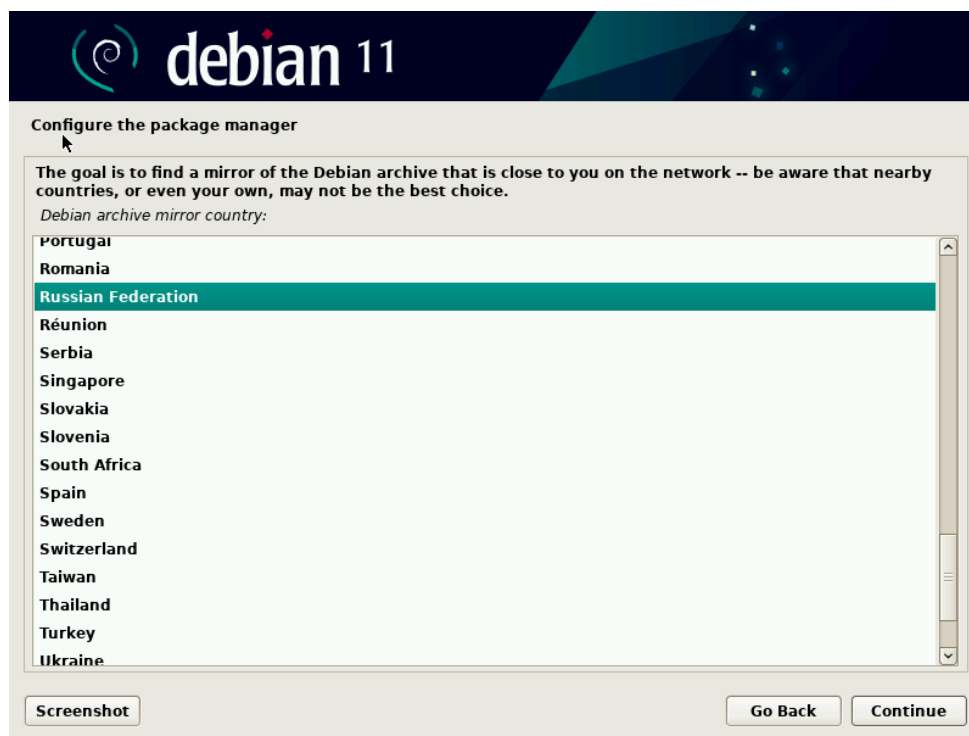 debian 11
Configure the package manager
The goal is to find a mirror of the Debian archive that is close to you on the network -- be aware that nearby
countries, or even your own, may not be the best choice.
Debian archive mirror country:
Portugal
Romania
Russian Federation
Réunion
Serbia
Singapore
Slovakia
Slovenia
South Africa
Spain
Sweden
Switzerland
Taiwan
Thailand
Turkey
Ukraine
Screenshot Go Back Continue